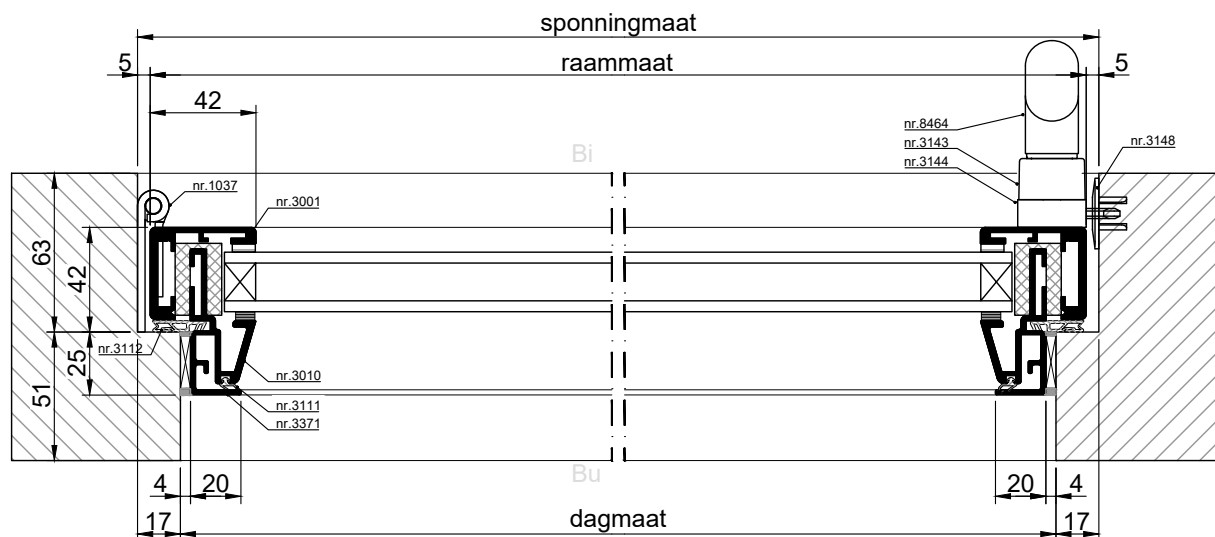 sponningmaat
5
raammaat
5
42
nr.8464
nr.3143
nr.3144
nr.3148
Bi
nr.1037
nr.3001
63
42
nr.3112
25
51
nr.3010
nr.3111
nr.3371
Bu
4
20
20
4
17
dagmaat
17